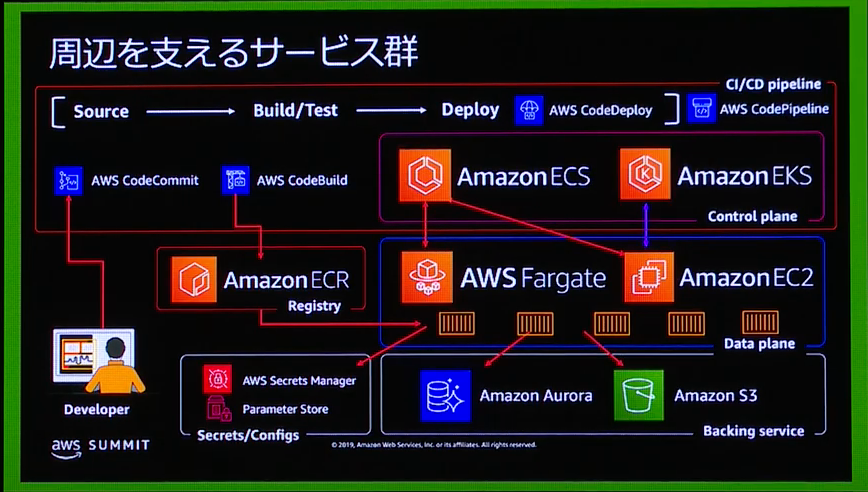 周辺を支えるサービス群
CI/CD pipeline
Source
Build/Test
Deploy
AWS CodeDeploy
AWS CodePipeline
AWS CodeCommit
AWS CodeBuild
Amazon ECS
Amazon EKS
Control plane
Amazon ECR
Registry
AWS Fargate
Amazon EC2
Data plane
Developer
AWS Secrets Manager
Parameter Store
Secrets/Configs
Amazon Aurora
Amazon S3
Backing service
aws SUMMIT
© 2019, Amazon Web Services, Inc. or its affiliates. All rights reserved.